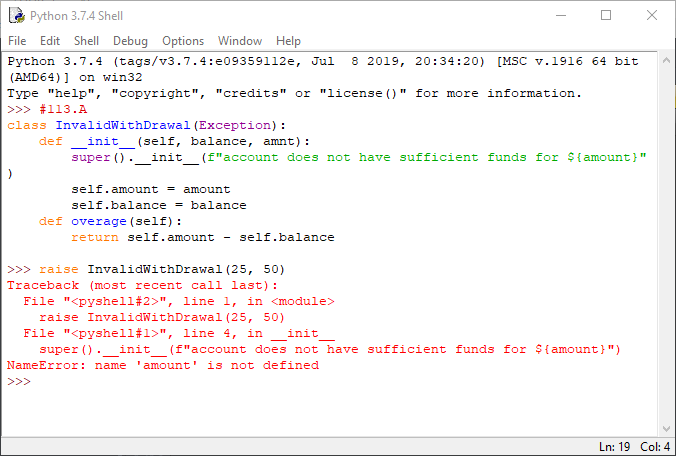 Python 3.7.4 Shell
File Edit Shell Debug Options Window Help
Python 3.7.4 (tags/v3.7.4:e09359112e, Jul  8 2019, 20:34:20) [MSC v.1916 64 bit
(AMD64)] on win32
Type "help", "copyright", "credits" or "license()" for more information.
>>> #113.A
class InvalidWithDrawal(Exception):
    def __init__(self, balance, amnt):
        super().__init__(f"account does not have sufficient funds for ${amount}"
)
        self.amount = amount
        self.balance = balance
    def overage(self):
        return self.amount - self.balance
>>> raise InvalidWithDrawal(25, 50)
Traceback (most recent call last):
  File "<pyshell#2>", line 1, in <module>
    raise InvalidWithDrawal(25, 50)
  File "<pyshell#1>", line 4, in __init__
    super().__init__(f"account does not have sufficient funds for ${amount}")
NameError: name 'amount' is not defined
>>>
Ln: 19 Col: 4